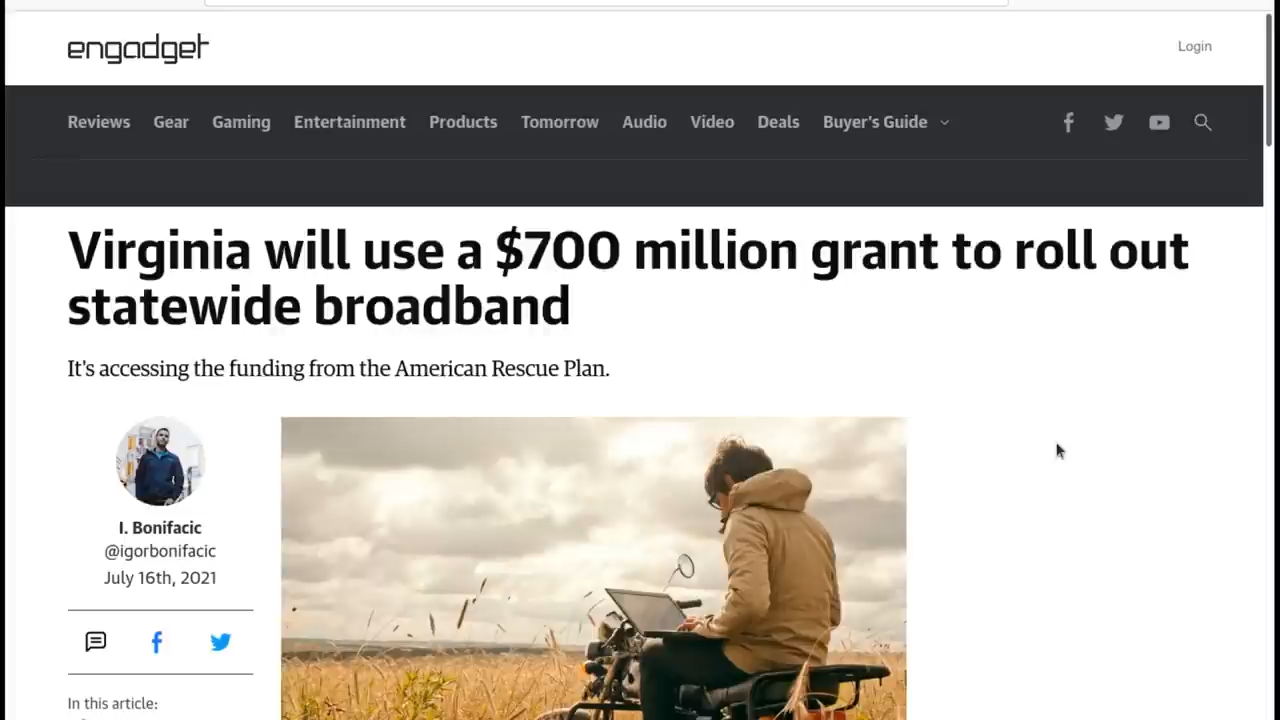 engadget
Login
Reviews Gear Gaming Entertainment Products Tomorrow Audio Video Deals Buyer's Guide
Virginia will use a $700 million grant to roll out
statewide broadband
It's accessing the funding from the American Rescue Plan.
I. Bonifacic
@igorbonifacic
July 16th, 2021
In this article: